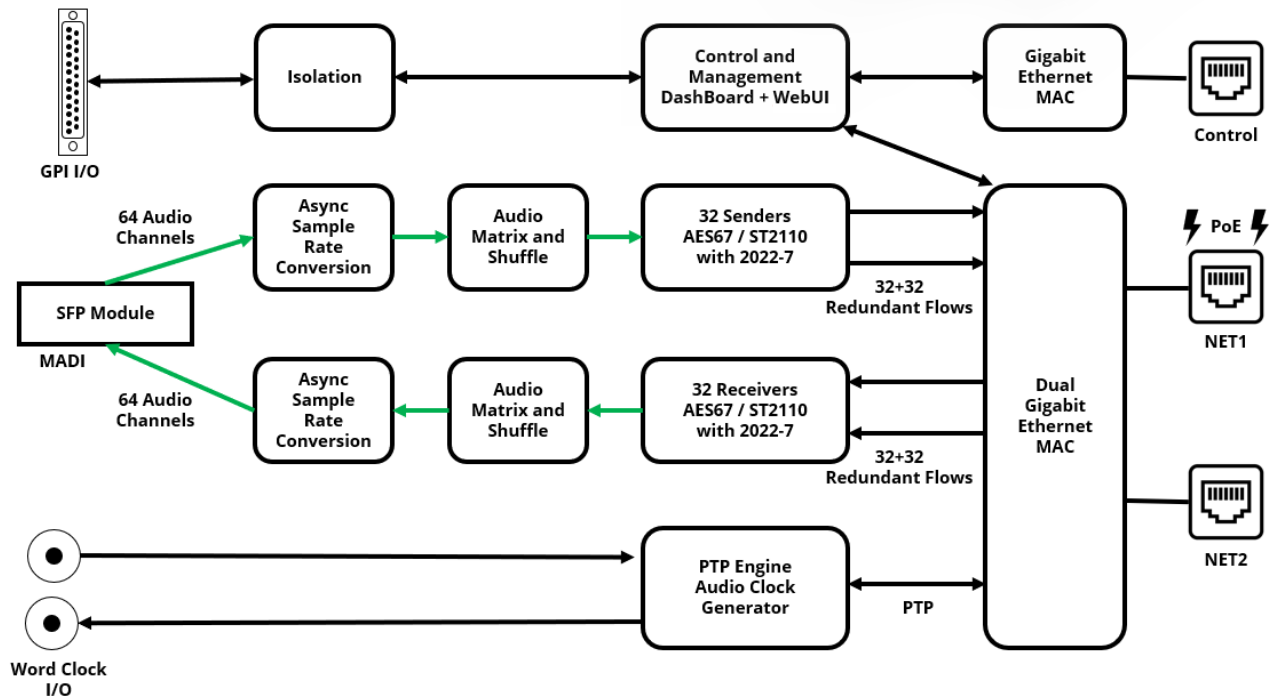 GPI I/O
Isolation
Control and
Management
DashBoard + WebUI
Gigabit
Ethernet
MAC
Control
64 Audio
Channels
Async
Sample
Rate
Conversion
Audio
Matrix and
Shuffle
32 Senders
AES67 / ST2110
with 2022-7
32+32
Redundant Flows
PoE
NET1
SFP Module
MADI
64 Audio
Channels
Async
Sample
Rate
Conversion
Audio
Matrix and
Shuffle
32 Receivers
AES67 / ST2110
with 2022-7
32+32
Redundant Flows
Dual
Gigabit
Ethernet
MAC
NET2
PTP Engine
Audio Clock
Generator
PTP
Word Clock
I/O